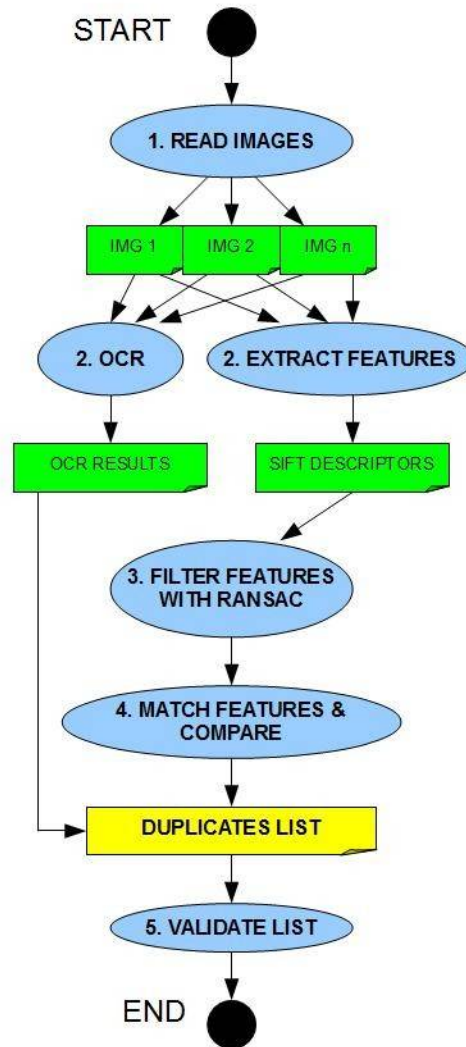 START
1. READ IMAGES
IMG 1
IMG 2
IMG n
2. OCR
2. EXTRACT FEATURES
OCR RESULTS
SIFT DESCRIPTORS
3. FILTER FEATURES
WITH RANSAC
4. MATCH FEATURES &
COMPARE
DUPLICATES LIST
5. VALIDATE LIST
END